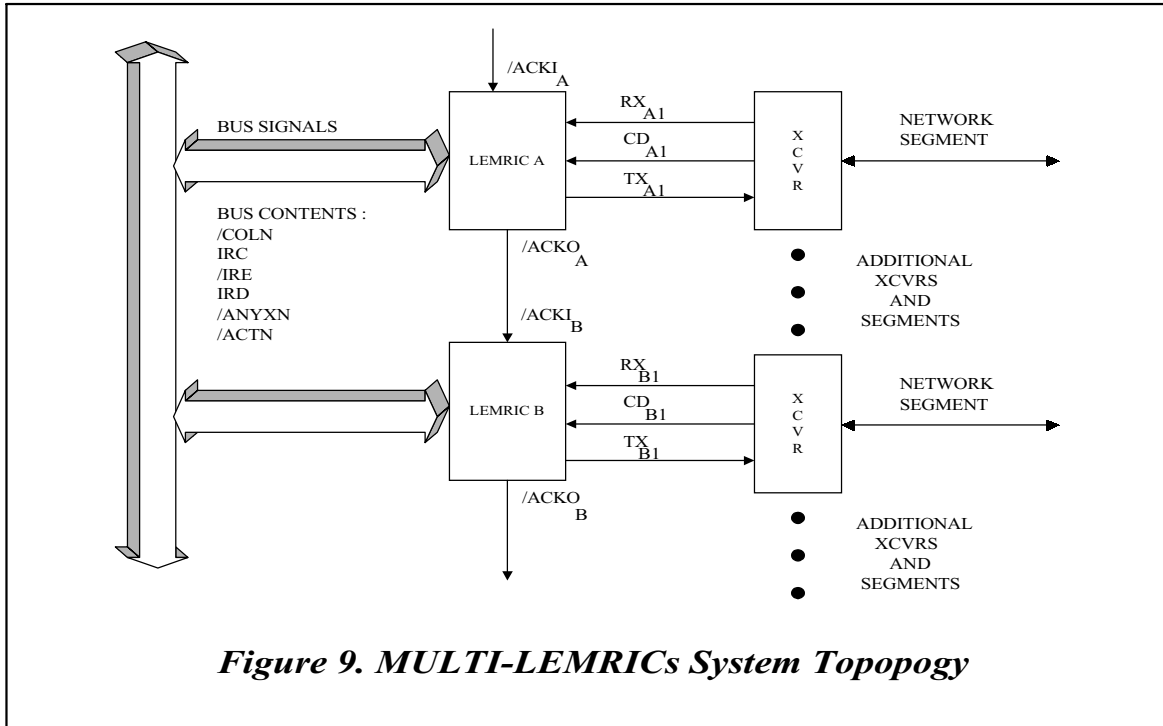 /ACKI A
BUS SIGNALS
LEMRIC A
RX A1
CD A1
TX A1
XCVR
NETWORK
SEGMENT
BUS CONTENTS :
/COLN
IRC
/IRE
IRD
/ANYXN
/ACTN
/ACKO A
ADDITIONAL
XCVRS
AND
SEGMENTS
/ACKI B
LEMRIC B
RX B1
CD B1
TX B1
XCVR
NETWORK
SEGMENT
/ACKO B
ADDITIONAL
XCVRS
AND
SEGMENTS
Figure 9. MULTI-LEMRICs System Topopogy